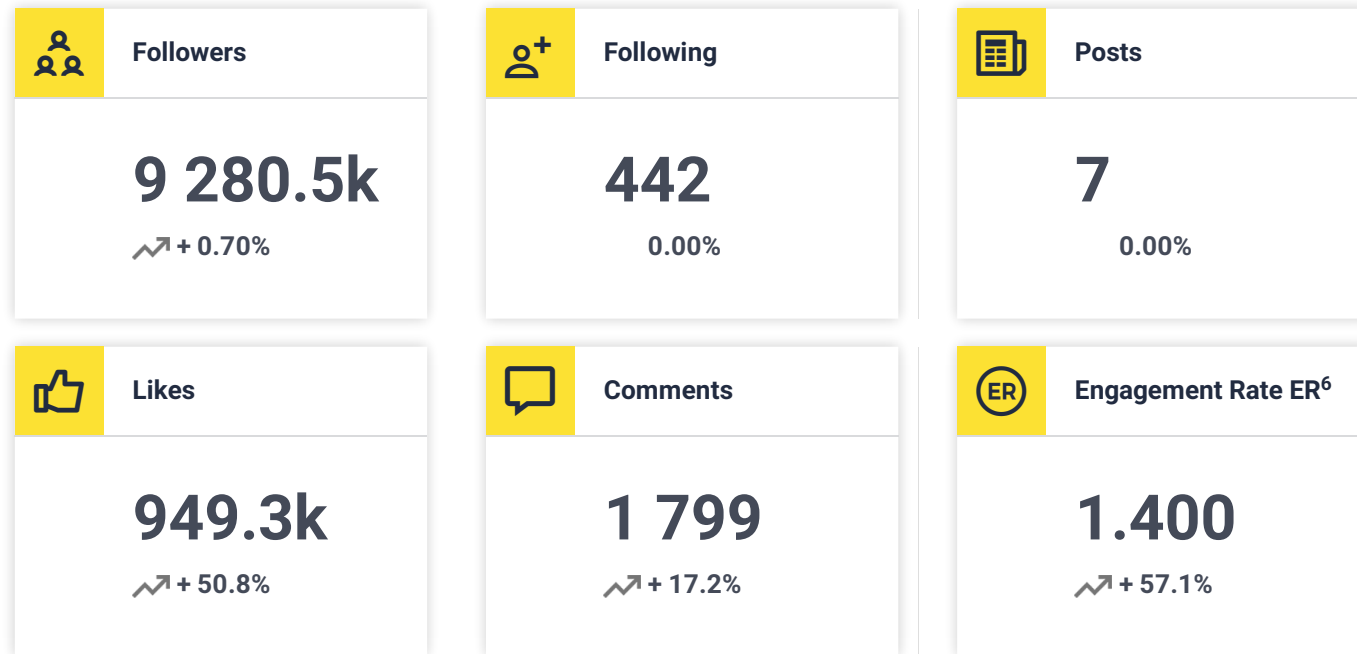 Followers
Following
Posts
9 280.5k
442
7
+ 0.70%
0.00%
0.00%
Likes
Comments
ER
Engagement Rate ER⁶
949.3k
1 799
1.400
+ 50.8%
+ 17.2%
+ 57.1%